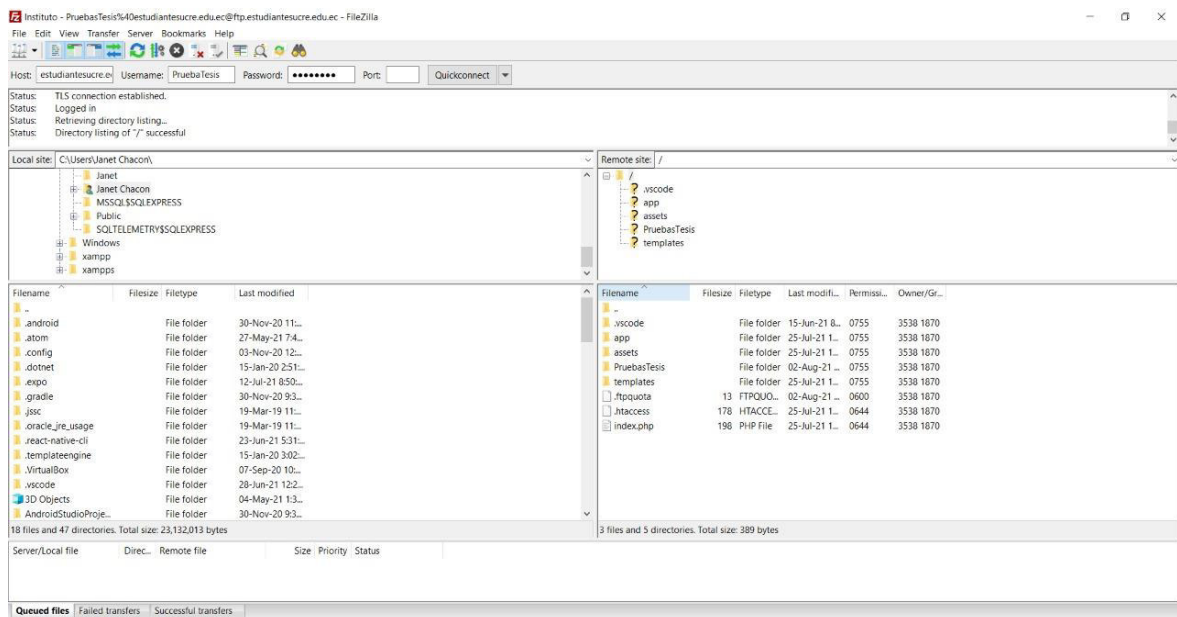 Instituto - PruebasTesis%40estudiantesucre.edu.ec@ftp.estudiantesucre.edu.ec - FileZilla
File Edit View Transfer Server Bookmarks Help
Host: estudiantesucre.e Username: PruebaTesis Password: ●●●●●●●● Port: Quickconnect
Status: TLS connection established.
Status: Logged in
Status: Retrieving directory listing...
Status: Directory listing of "/" successful
Local site: C:\Users\Janet Chacon\
Janet
Janet Chacon
MSSQL$SQLEXPRESS
Public
SQLTELEMETRY$SQLEXPRESS
Windows
xampp
xampps
Remote site: /
/
.vscode
app
assets
PruebasTesis
templates
Filename Filesize Filetype Last modified
..
.android File folder 30-Nov-20 11:...
.atom File folder 27-May-21 7:4...
.config File folder 03-Nov-20 12:...
.dotnet File folder 15-Jan-20 2:51:...
.expo File folder 12-Jul-21 8:50:...
.gradle File folder 30-Nov-20 9:3...
.jssc File folder 19-Mar-19 11:...
.oracle_jre_usage File folder 19-Mar-19 11:...
.react-native-cli File folder 23-Jun-21 5:31:...
.templateengine File folder 15-Jan-20 3:02:...
.VirtualBox File folder 07-Sep-20 10:...
.vscode File folder 28-Jun-21 12:2...
3D Objects File folder 04-May-21 1:3...
AndroidStudioProje... File folder 30-Nov-20 9:3...
18 files and 47 directories. Total size: 23,132,013 bytes
Filename Filesize Filetype Last modifi... Permissi... Owner/Gr...
..
.vscode File folder 15-Jun-21 8... 0755 3538 1870
app File folder 25-Jul-21 1... 0755 3538 1870
assets File folder 25-Jul-21 1... 0755 3538 1870
PruebasTesis File folder 02-Aug-21 ... 0755 3538 1870
templates File folder 25-Jul-21 1... 0755 3538 1870
.ftpquota 13 FTPQUO... 02-Aug-21 ... 0600 3538 1870
.htaccess 178 HTACCE... 25-Jul-21 1... 0644 3538 1870
index.php 198 PHP File 25-Jul-21 1... 0644 3538 1870
3 files and 5 directories. Total size: 389 bytes
Server/Local file Direc... Remote file Size Priority Status
Queued files Failed transfers Successful transfers